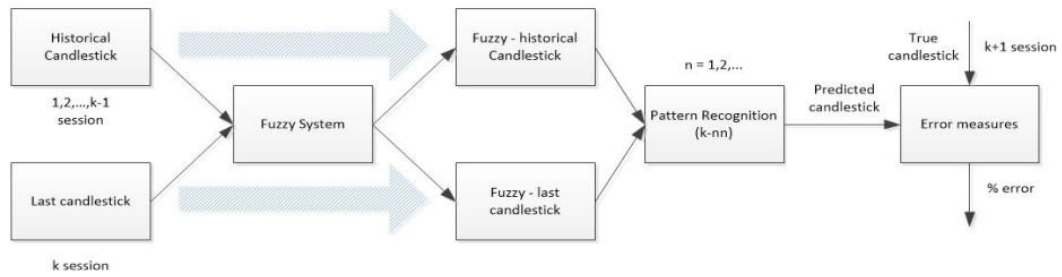 Historical
Candlestick
1,2,...,k-1
session
Last candlestick
k session
Fuzzy System
Fuzzy - historical
Candlestick
Fuzzy - last
candlestick
n = 1,2,...
Pattern Recognition
(k-nn)
Predicted
candlestick
True
candlestick
k+1 session
Error measures
% error